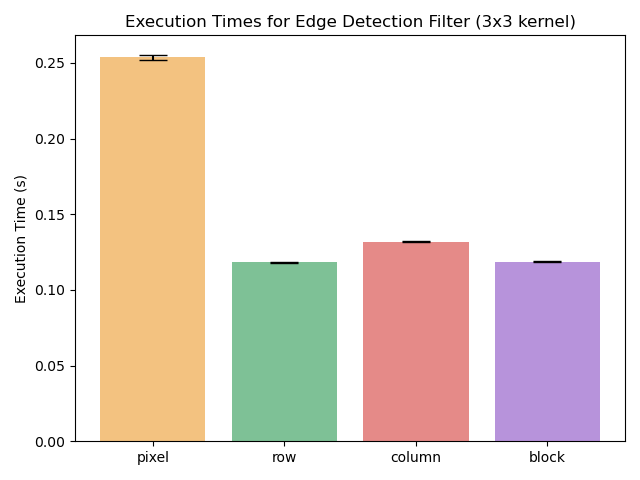 Execution Times for Edge Detection Filter (3x3 kernel)
Execution Time (s)
0.25
0.20
0.15
0.10
0.05
0.00
pixel row column block